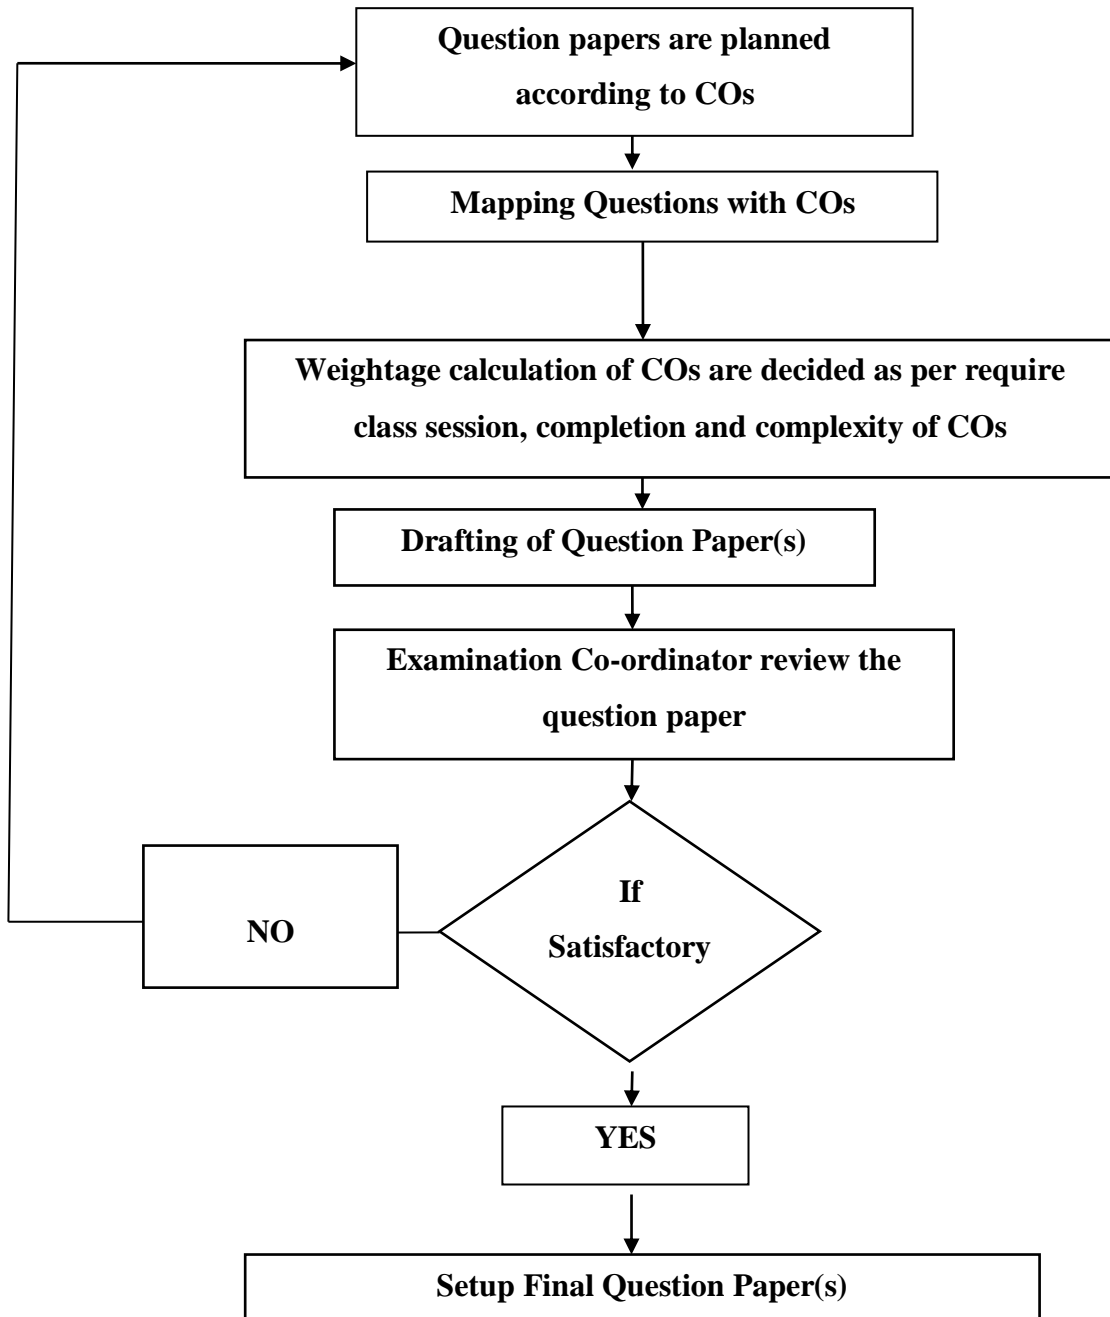 Question papers are planned
according to COs
Mapping Questions with COs
Weightage calculation of COs are decided as per require
class session, completion and complexity of COs
Drafting of Question Paper(s)
Examination Co-ordinator review the
question paper
If
Satisfactory
NO
YES
Setup Final Question Paper(s)